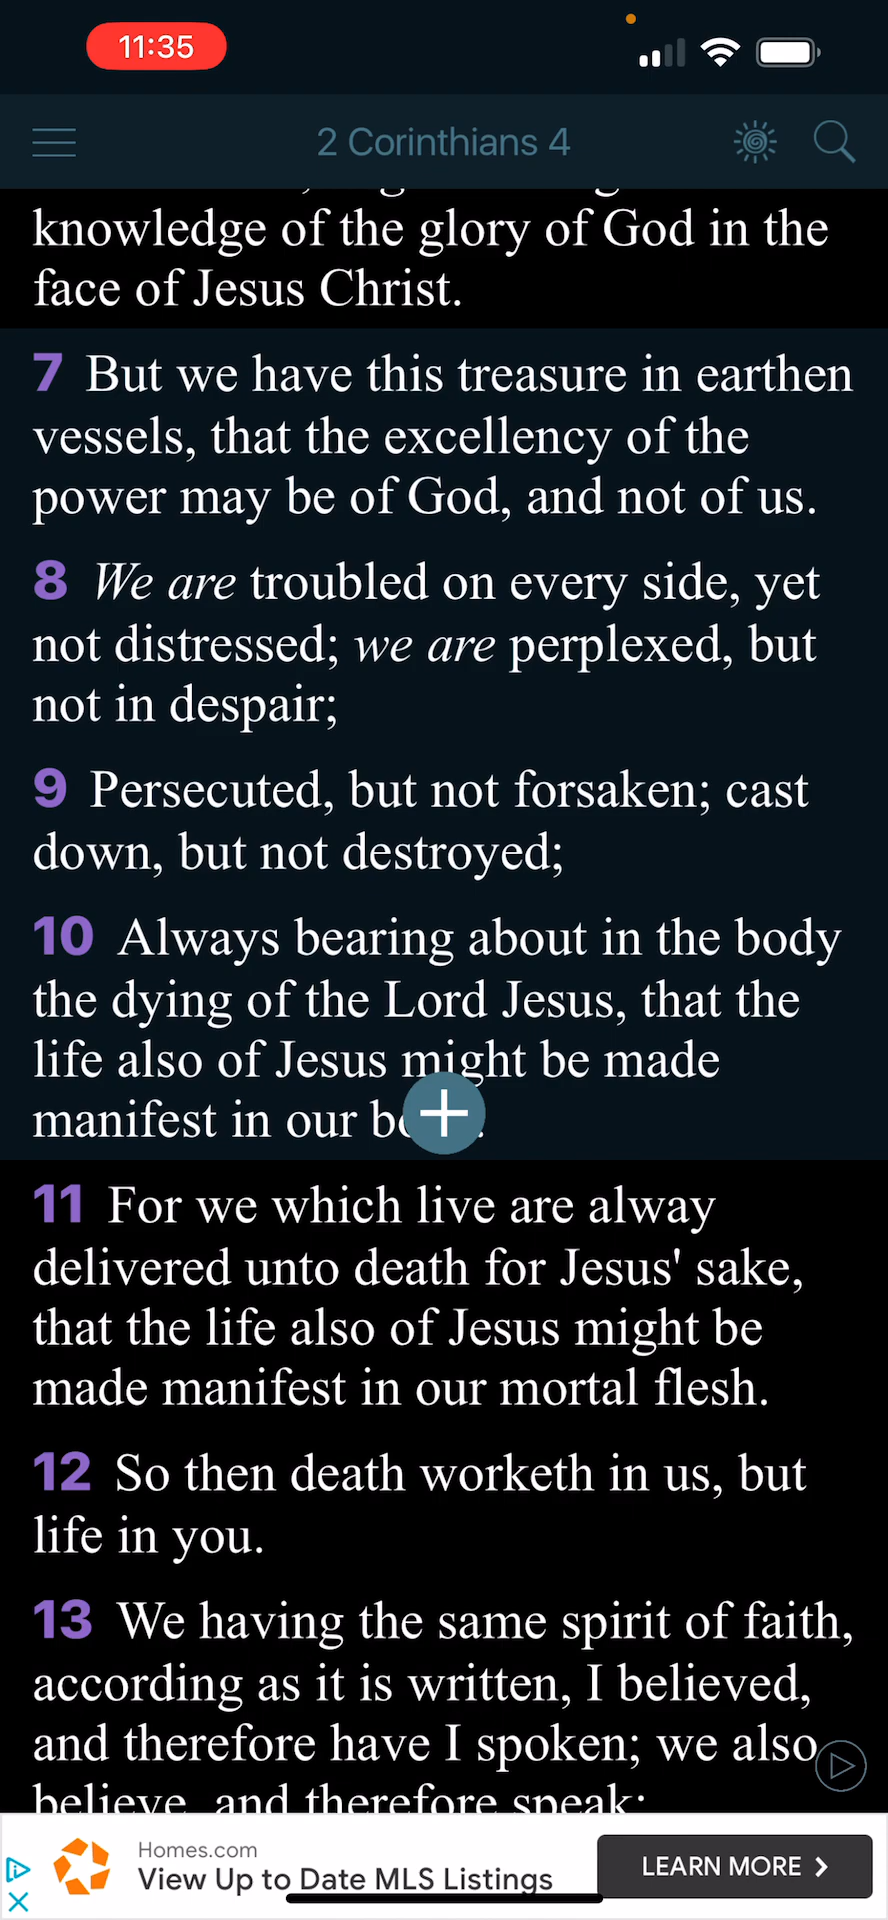 11:35
2 Corinthians 4
knowledge of the glory of God in the
face of Jesus Christ.
7 But we have this treasure in earthen
vessels, that the excellency of the
power may be of God, and not of us.
8 We are troubled on every side, yet
not distressed; we are perplexed, but
not in despair;
9 Persecuted, but not forsaken; cast
down, but not destroyed;
10 Always bearing about in the body
the dying of the Lord Jesus, that the
life also of Jesus might be made
manifest in our
11 For we which live are alway
delivered unto death for Jesus' sake,
that the life also of Jesus might be
made manifest in our mortal flesh.
12 So then death worketh in us, but
life in you.
13 We having the same spirit of faith,
according as it is written, I believed,
and therefore have I spoken; we also
believe, and therefore speak;
Homes.com
View Up to Date MLS Listings
LEARN MORE